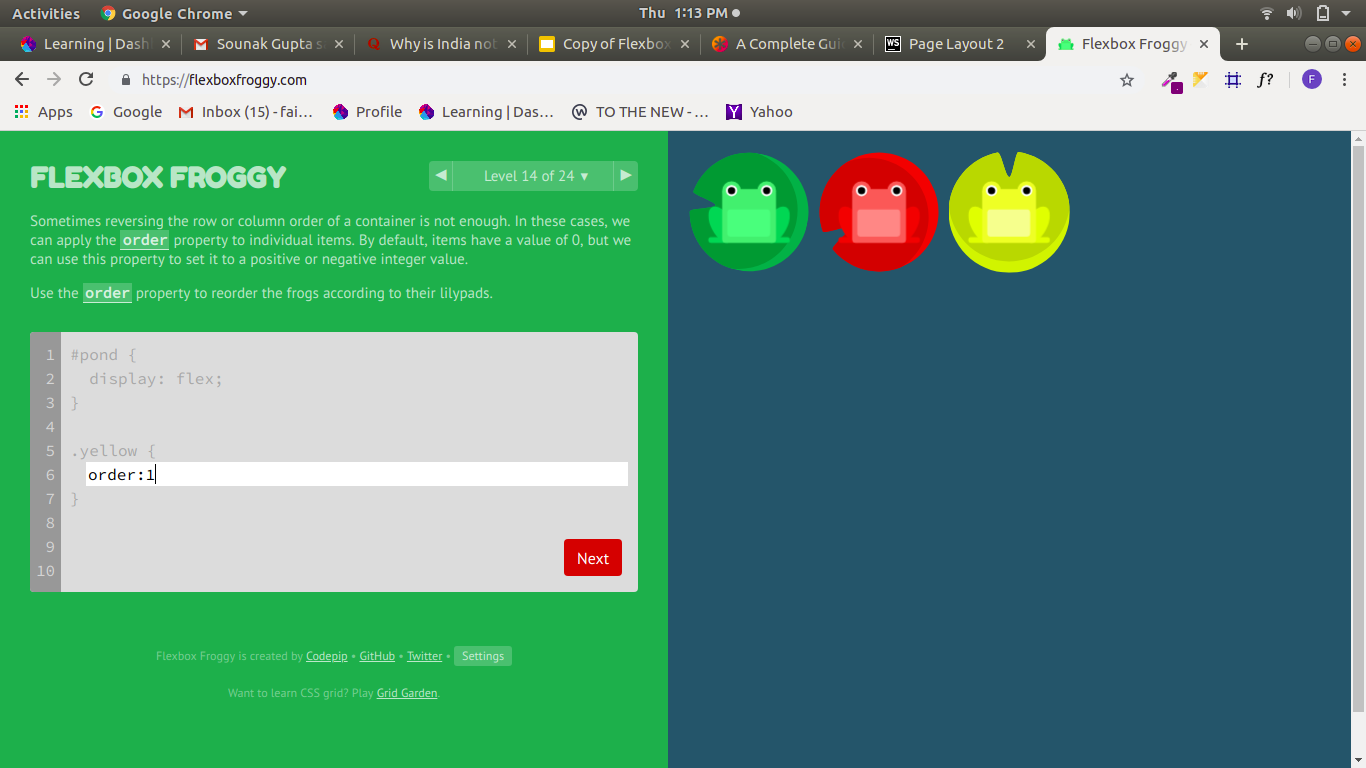 Activities Google Chrome Thu 1:13 PM
Learning | Dash Sounak Gupta s Why is India not Copy of Flexbox A Complete Guid WS Page Layout 2 Flexbox Froggy
https://flexboxfroggy.com f? F
Apps Google Inbox (15) - fai… Profile Learning | Das… TO THE NEW - … Yahoo
FLEXBOX FROGGY
◀ Level 14 of 24 ▼ ▶
Sometimes reversing the row or column order of a container is not enough. In these cases, we
can apply the order property to individual items. By default, items have a value of 0, but we
can use this property to set it to a positive or negative integer value.
Use the order property to reorder the frogs according to their lilypads.
1 #pond {
2 display: flex;
3 }
4
5 .yellow {
6 order:1
7 }
8
9
10
Next
Flexbox Froggy is created by Codepip • GitHub • Twitter • Settings
Want to learn CSS grid? Play Grid Garden.